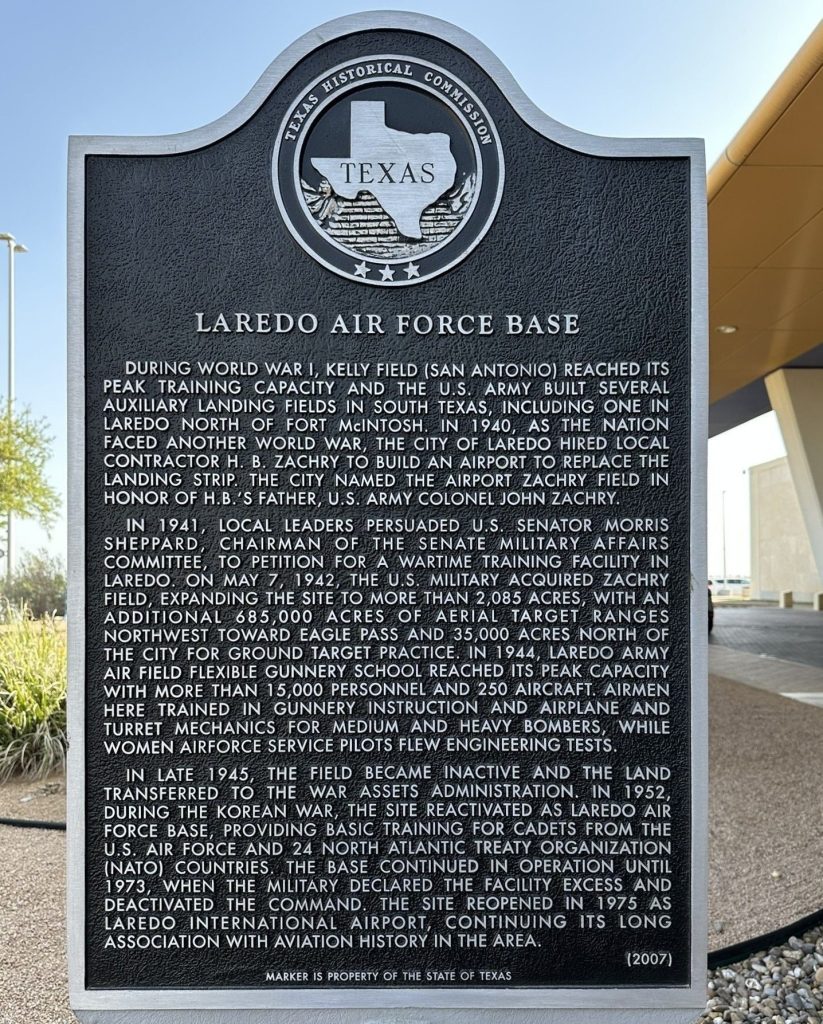 TEXAS HISTORICAL COMMISSION
TEXAS
LAREDO AIR FORCE BASE
DURING WORLD WAR I, KELLY FIELD (SAN ANTONIO) REACHED ITS
PEAK TRAINING CAPACITY AND THE U.S. ARMY BUILT SEVERAL
AUXILIARY LANDING FIELDS IN SOUTH TEXAS, INCLUDING ONE IN
LAREDO NORTH OF FORT McINTOSH. IN 1940, AS THE NATION
FACED ANOTHER WORLD WAR, THE CITY OF LAREDO HIRED LOCAL
CONTRACTOR H. B. ZACHRY TO BUILD AN AIRPORT TO REPLACE THE
LANDING STRIP. THE CITY NAMED THE AIRPORT ZACHRY FIELD IN
HONOR OF H.B.'S FATHER, U.S. ARMY COLONEL JOHN ZACHRY.
IN 1941, LOCAL LEADERS PERSUADED U.S. SENATOR MORRIS
SHEPPARD, CHAIRMAN OF THE SENATE MILITARY AFFAIRS
COMMITTEE, TO PETITION FOR A WARTIME TRAINING FACILITY IN
LAREDO. ON MAY 7, 1942, THE U.S. MILITARY ACQUIRED ZACHRY
FIELD, EXPANDING THE SITE TO MORE THAN 2,085 ACRES, WITH AN
ADDITIONAL 685,000 ACRES OF AERIAL TARGET RANGES
NORTHWEST TOWARD EAGLE PASS AND 35,000 ACRES NORTH OF
THE CITY FOR GROUND TARGET PRACTICE. IN 1944, LAREDO ARMY
AIR FIELD FLEXIBLE GUNNERY SCHOOL REACHED ITS PEAK CAPACITY
WITH MORE THAN 15,000 PERSONNEL AND 250 AIRCRAFT. AIRMEN
HERE TRAINED IN GUNNERY INSTRUCTION AND AIRPLANE AND
TURRET MECHANICS FOR MEDIUM AND HEAVY BOMBERS, WHILE
WOMEN AIRFORCE SERVICE PILOTS FLEW ENGINEERING TESTS.
IN LATE 1945, THE FIELD BECAME INACTIVE AND THE LAND
TRANSFERRED TO THE WAR ASSETS ADMINISTRATION. IN 1952,
DURING THE KOREAN WAR, THE SITE REACTIVATED AS LAREDO AIR
FORCE BASE, PROVIDING BASIC TRAINING FOR CADETS FROM THE
U.S. AIR FORCE AND 24 NORTH ATLANTIC TREATY ORGANIZATION
(NATO) COUNTRIES. THE BASE CONTINUED IN OPERATION UNTIL
1973, WHEN THE MILITARY DECLARED THE FACILITY EXCESS AND
DEACTIVATED THE COMMAND. THE SITE REOPENED IN 1975 AS
LAREDO INTERNATIONAL AIRPORT, CONTINUING ITS LONG
ASSOCIATION WITH AVIATION HISTORY IN THE AREA.
(2007)
MARKER IS PROPERTY OF THE STATE OF TEXAS